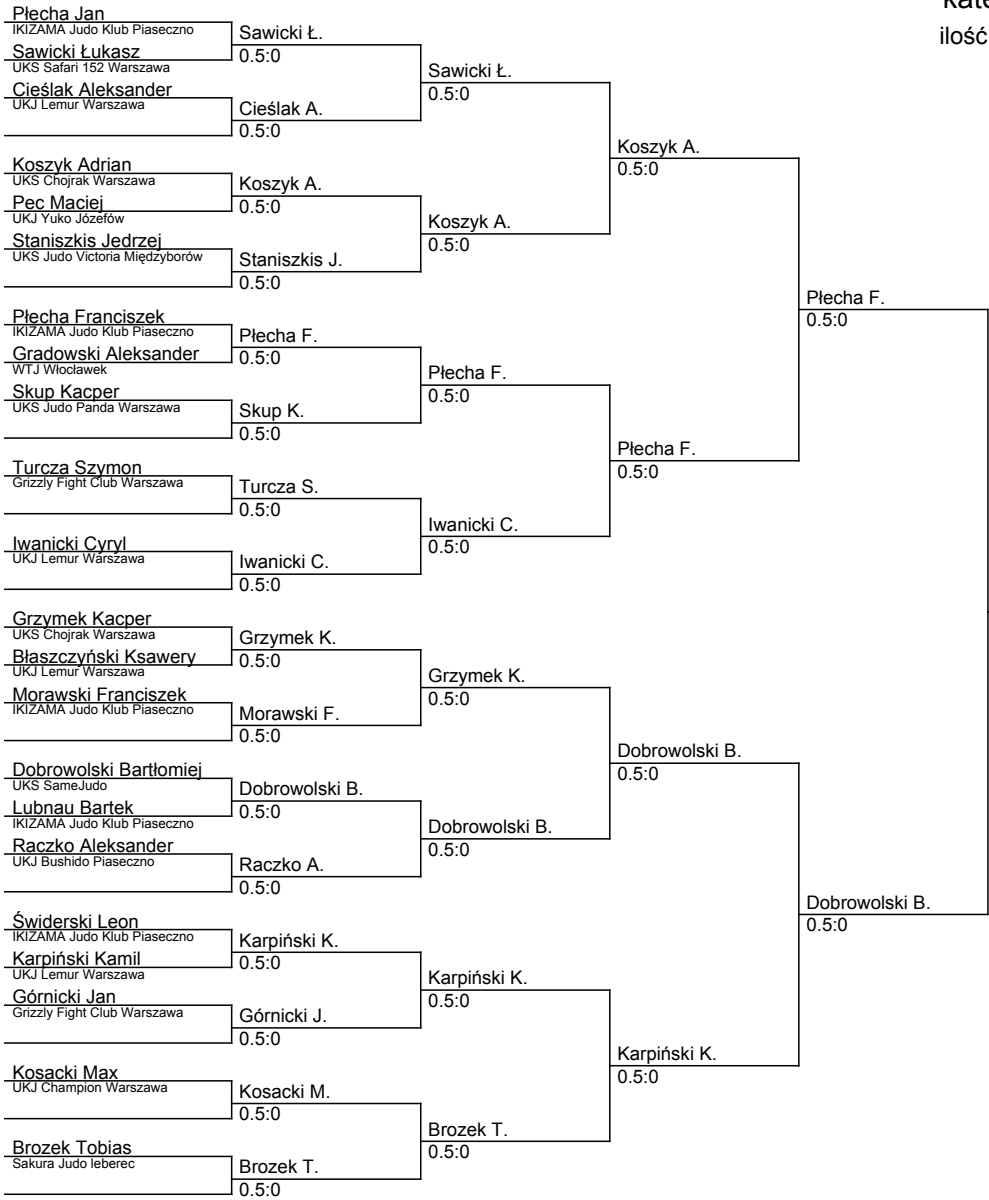 Płecha Jan
IKIZAMA Judo Klub Piaseczno
Sawicki Łukasz
UKS Safari 152 Warszawa
Cieślak Aleksander
UKJ Lemur Warszawa
Koszyk Adrian
UKS Chojrak Warszawa
Pec Maciej
UKJ Yuko Józefów
Staniszkis Jedrzej
UKS Judo Victoria Międzyborów
Płecha Franciszek
IKIZAMA Judo Klub Piaseczno
Gradowski Aleksander
WTJ Włocławek
Skup Kacper
UKS Judo Panda Warszawa
Turcza Szymon
Grizzly Fight Club Warszawa
Iwanicki Cyryl
UKJ Lemur Warszawa
Grzymek Kacper
UKS Chojrak Warszawa
Błaszczyński Ksawery
UKJ Lemur Warszawa
Morawski Franciszek
IKIZAMA Judo Klub Piaseczno
Dobrowolski Bartłomiej
UKS SameJudo
Lubnau Bartek
IKIZAMA Judo Klub Piaseczno
Raczko Aleksander
UKJ Bushido Piaseczno
Świderski Leon
IKIZAMA Judo Klub Piaseczno
Karpiński Kamil
UKJ Lemur Warszawa
Górnicki Jan
Grizzly Fight Club Warszawa
Kosacki Max
UKJ Champion Warszawa
Brozek Tobias
Sakura Judo leberec
Sawicki Ł.
0.5:0
Cieślak A.
0.5:0
Koszyk A.
0.5:0
Staniszkis J.
0.5:0
Płecha F.
0.5:0
Skup K.
0.5:0
Turcza S.
0.5:0
Iwanicki C.
0.5:0
Grzymek K.
0.5:0
Morawski F.
0.5:0
Dobrowolski B.
0.5:0
Raczko A.
0.5:0
Karpiński K.
0.5:0
Górnicki J.
0.5:0
Kosacki M.
0.5:0
Brozek T.
0.5:0
Sawicki Ł.
0.5:0
Koszyk A.
0.5:0
Płecha F.
0.5:0
Iwanicki C.
0.5:0
Grzymek K.
0.5:0
Dobrowolski B.
0.5:0
Karpiński K.
0.5:0
Brozek T.
0.5:0
Koszyk A.
0.5:0
Płecha F.
0.5:0
Dobrowolski B.
0.5:0
Karpiński K.
0.5:0
Płecha F.
0.5:0
Dobrowolski B.
0.5:0
ilość